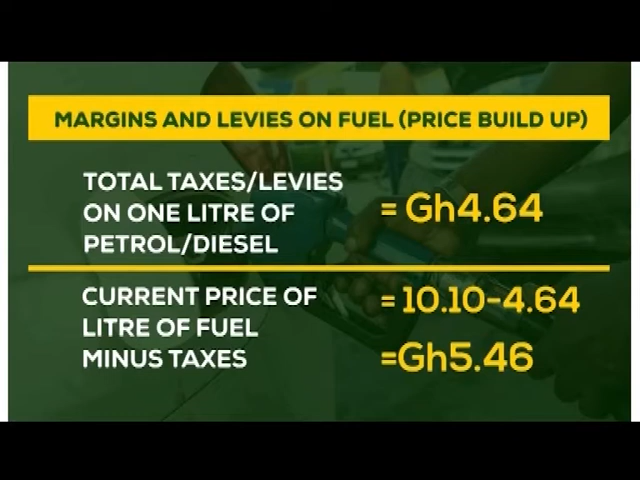 MARGINS AND LEVIES ON FUEL (PRICE BUILD UP)
TOTAL TAXES/LEVIES
ON ONE LITRE OF
PETROL/DIESEL
= Gh4.64
CURRENT PRICE OF
LITRE OF FUEL
MINUS TAXES
= 10.10-4.64
=Gh5.46